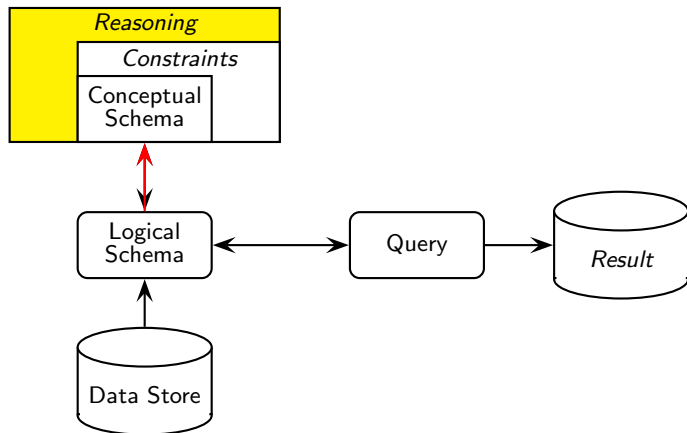 Reasoning
Constraints
Conceptual
Schema
Logical
Schema
Query
Result
Data Store